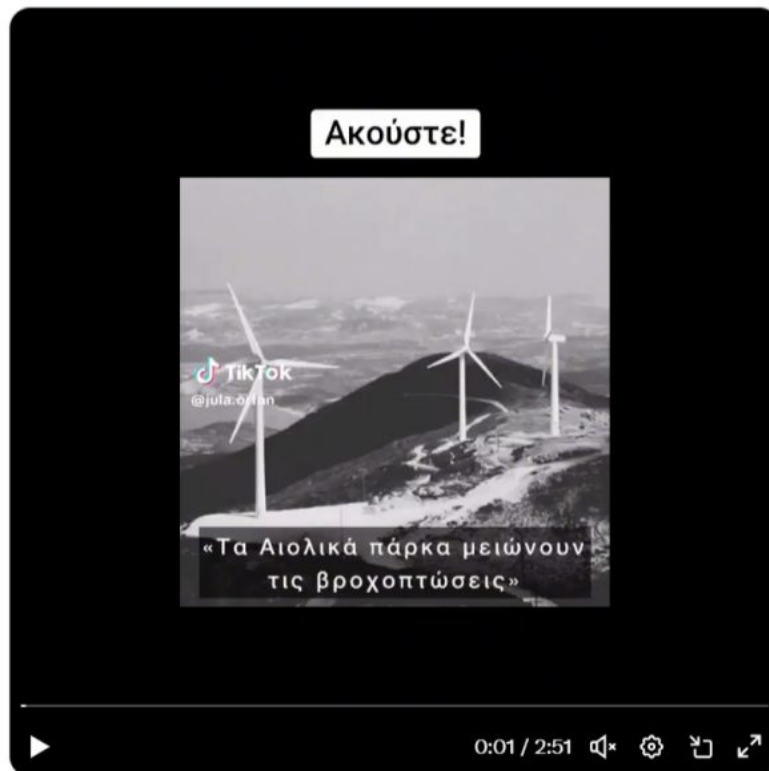 Ακούστε!
TikTok
@jula.orfan
«Τα Αιολικά πάρκα μειώνουν
τις βροχοπτώσεις»
0:01 / 2:51